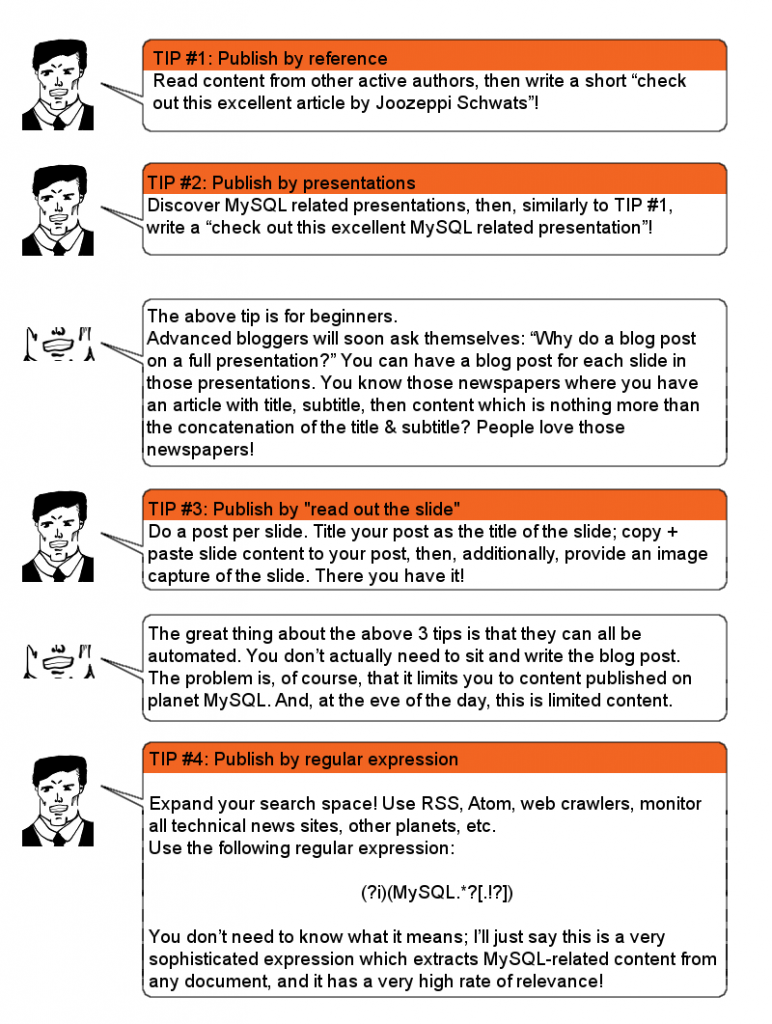 TIP #1: Publish by reference
Read content from other active authors, then write a short “check
out this excellent article by Joozeppi Schwats”!
TIP #2: Publish by presentations
Discover MySQL related presentations, then, similarly to TIP #1,
write a “check out this excellent MySQL related presentation”!
The above tip is for beginners.
Advanced bloggers will soon ask themselves: “Why do a blog post
on a full presentation?” You can have a blog post for each slide in
those presentations. You know those newspapers where you have
an article with title, subtitle, then content which is nothing more than
the concatenation of the title & subtitle? People love those
newspapers!
TIP #3: Publish by "read out the slide"
Do a post per slide. Title your post as the title of the slide; copy +
paste slide content to your post, then, additionally, provide an image
capture of the slide. There you have it!
The great thing about the above 3 tips is that they can all be
automated. You don’t actually need to sit and write the blog post.
The problem is, of course, that it limits you to content published on
planet MySQL. And, at the eve of the day, this is limited content.
TIP #4: Publish by regular expression
Expand your search space! Use RSS, Atom, web crawlers, monitor
all technical news sites, other planets, etc.
Use the following regular expression:
(?i)(MySQL.*?[.!?])
You don’t need to know what it means; I’ll just say this is a very
sophisticated expression which extracts MySQL-related content from
any document, and it has a very high rate of relevance!